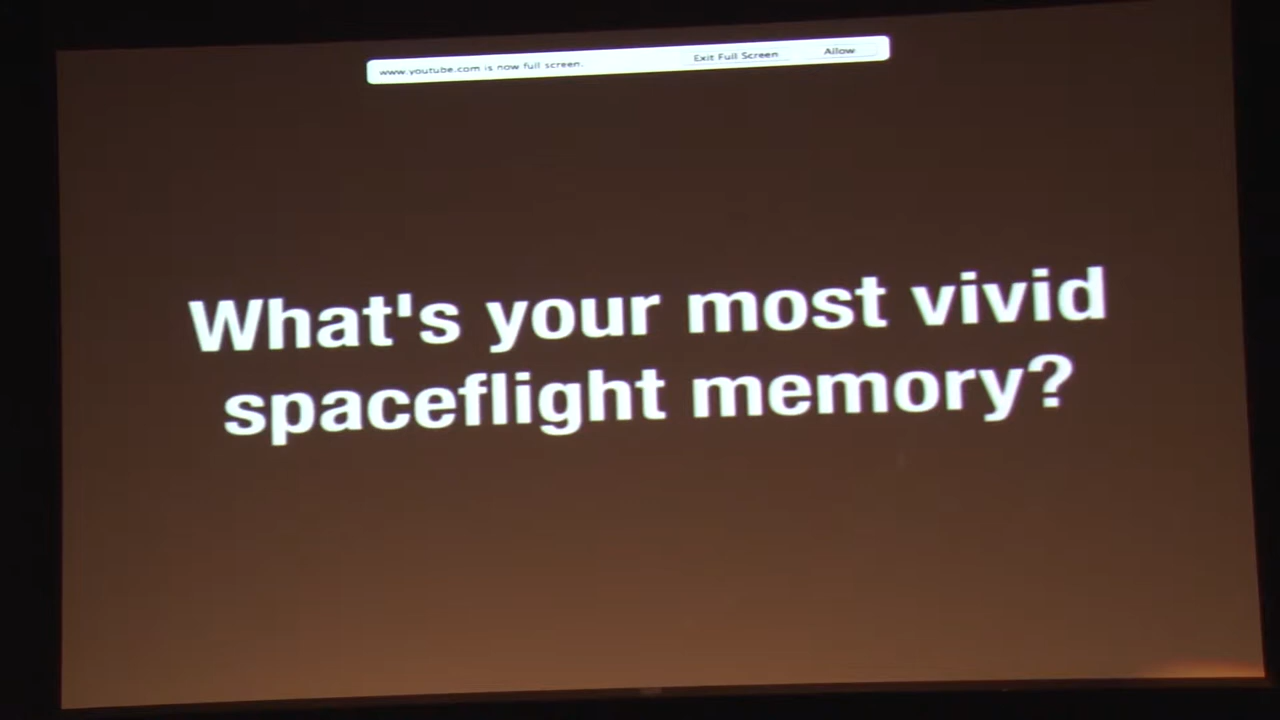 www.youtube.com is now full screen. Exit Full Screen Allow
What's your most vivid
spaceflight memory?